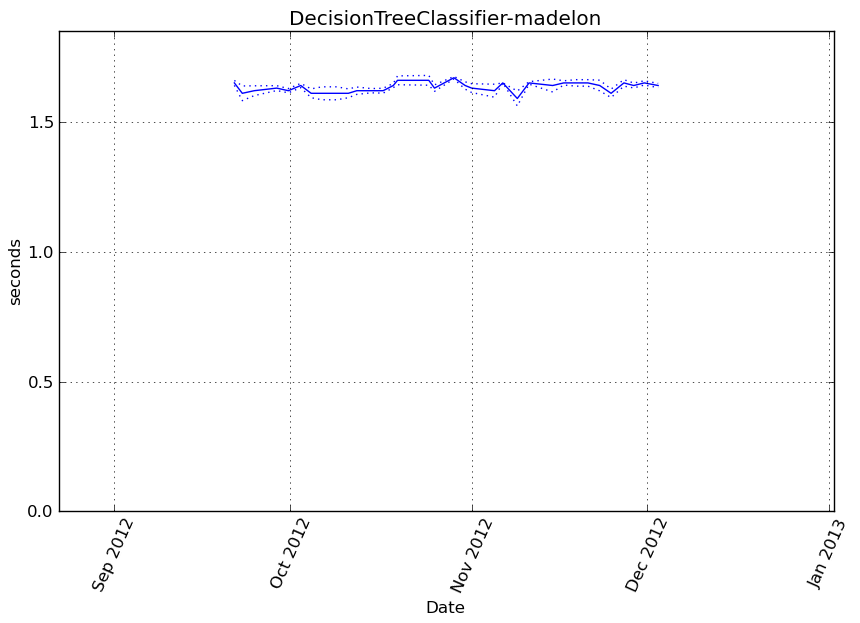 DecisionTreeClassifier-madelon
1.5
1.0
0.5
0.0
seconds
Sep 2012
Oct 2012
Nov 2012
Dec 2012
Jan 2013
Date